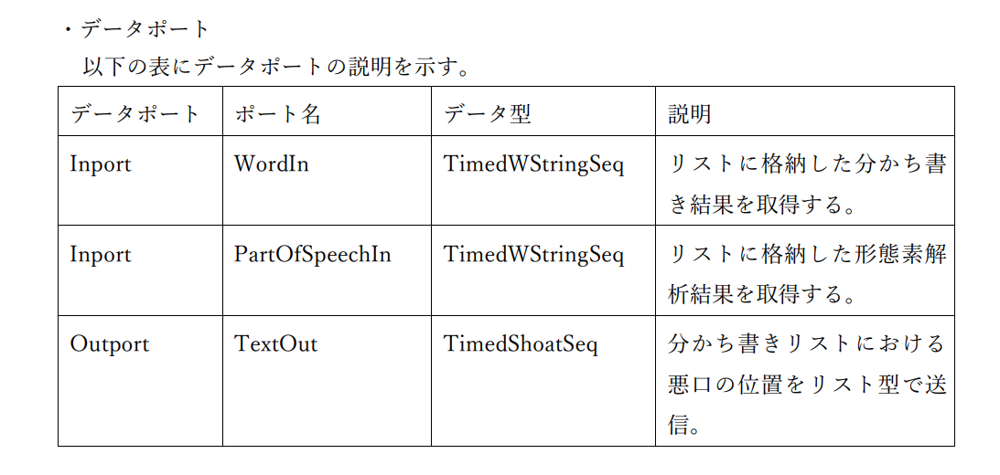 ・データポート
以下の表にデータポートの説明を示す。
データポート ポート名 データ型 説明
Inport WordIn TimedWStringSeq リストに格納した分かち書
き結果を取得する。
Inport PartOfSpeechIn TimedWStringSeq リストに格納した形態素解
析結果を取得する。
Outport TextOut TimedShoatSeq 分かち書きリストにおける
悪口の位置をリスト型で送
信。